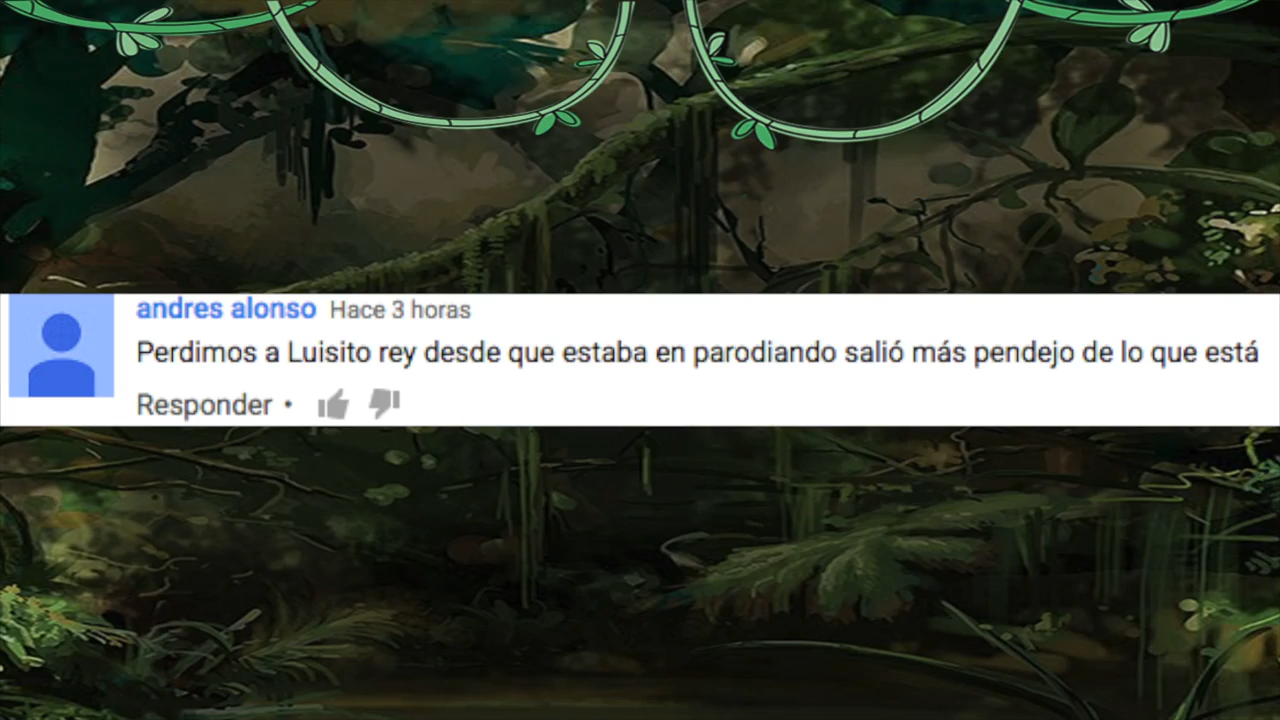 andres alonso Hace 3 horas
Perdimos a Luisito rey desde que estaba en parodiando salió más pendejo de lo que está
Responder •